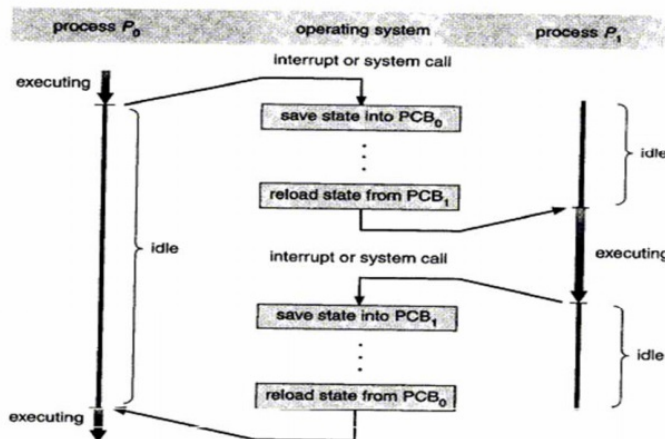 process P₀ operating system process P₁
interrupt or system call
executing
save state into PCB₀
idle
reload state from PCB₁
idle
interrupt or system call
executing
save state into PCB₁
idle
reload state from PCB₀
executing